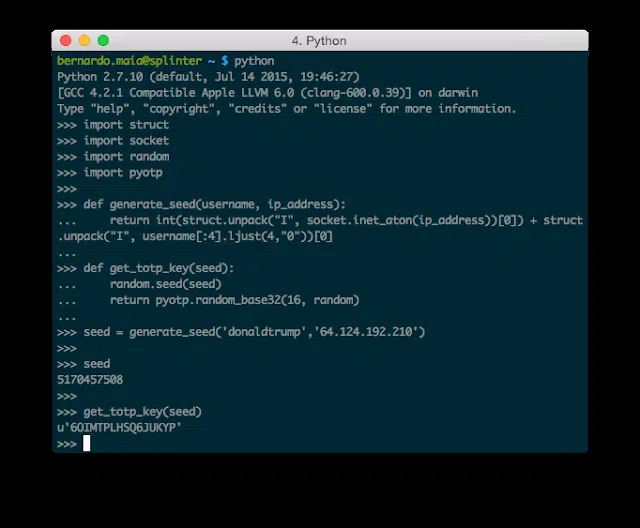 4. Python
bernardo.maia@splinter ~ $ python
Python 2.7.10 (default, Jul 14 2015, 19:46:27)
[GCC 4.2.1 Compatible Apple LLVM 6.0 (clang-600.0.39)] on darwin
Type "help", "copyright", "credits" or "license" for more information.
>>> import struct
>>> import socket
>>> import random
>>> import pyotp
>>>
>>> def generate_seed(username, ip_address):
...     return int(struct.unpack("I", socket.inet_aton(ip_address))[0]) + struct
.unpack("I", username[:4].ljust(4,"0"))[0]
...
>>> def get_totp_key(seed):
...     random.seed(seed)
...     return pyotp.random_base32(16, random)
...
>>> seed = generate_seed('donaldtrump','64.124.192.210')
>>>
>>> seed
5170457508
>>>
>>> get_totp_key(seed)
u'6OIMTPLHSQ6JUKYP'
>>>